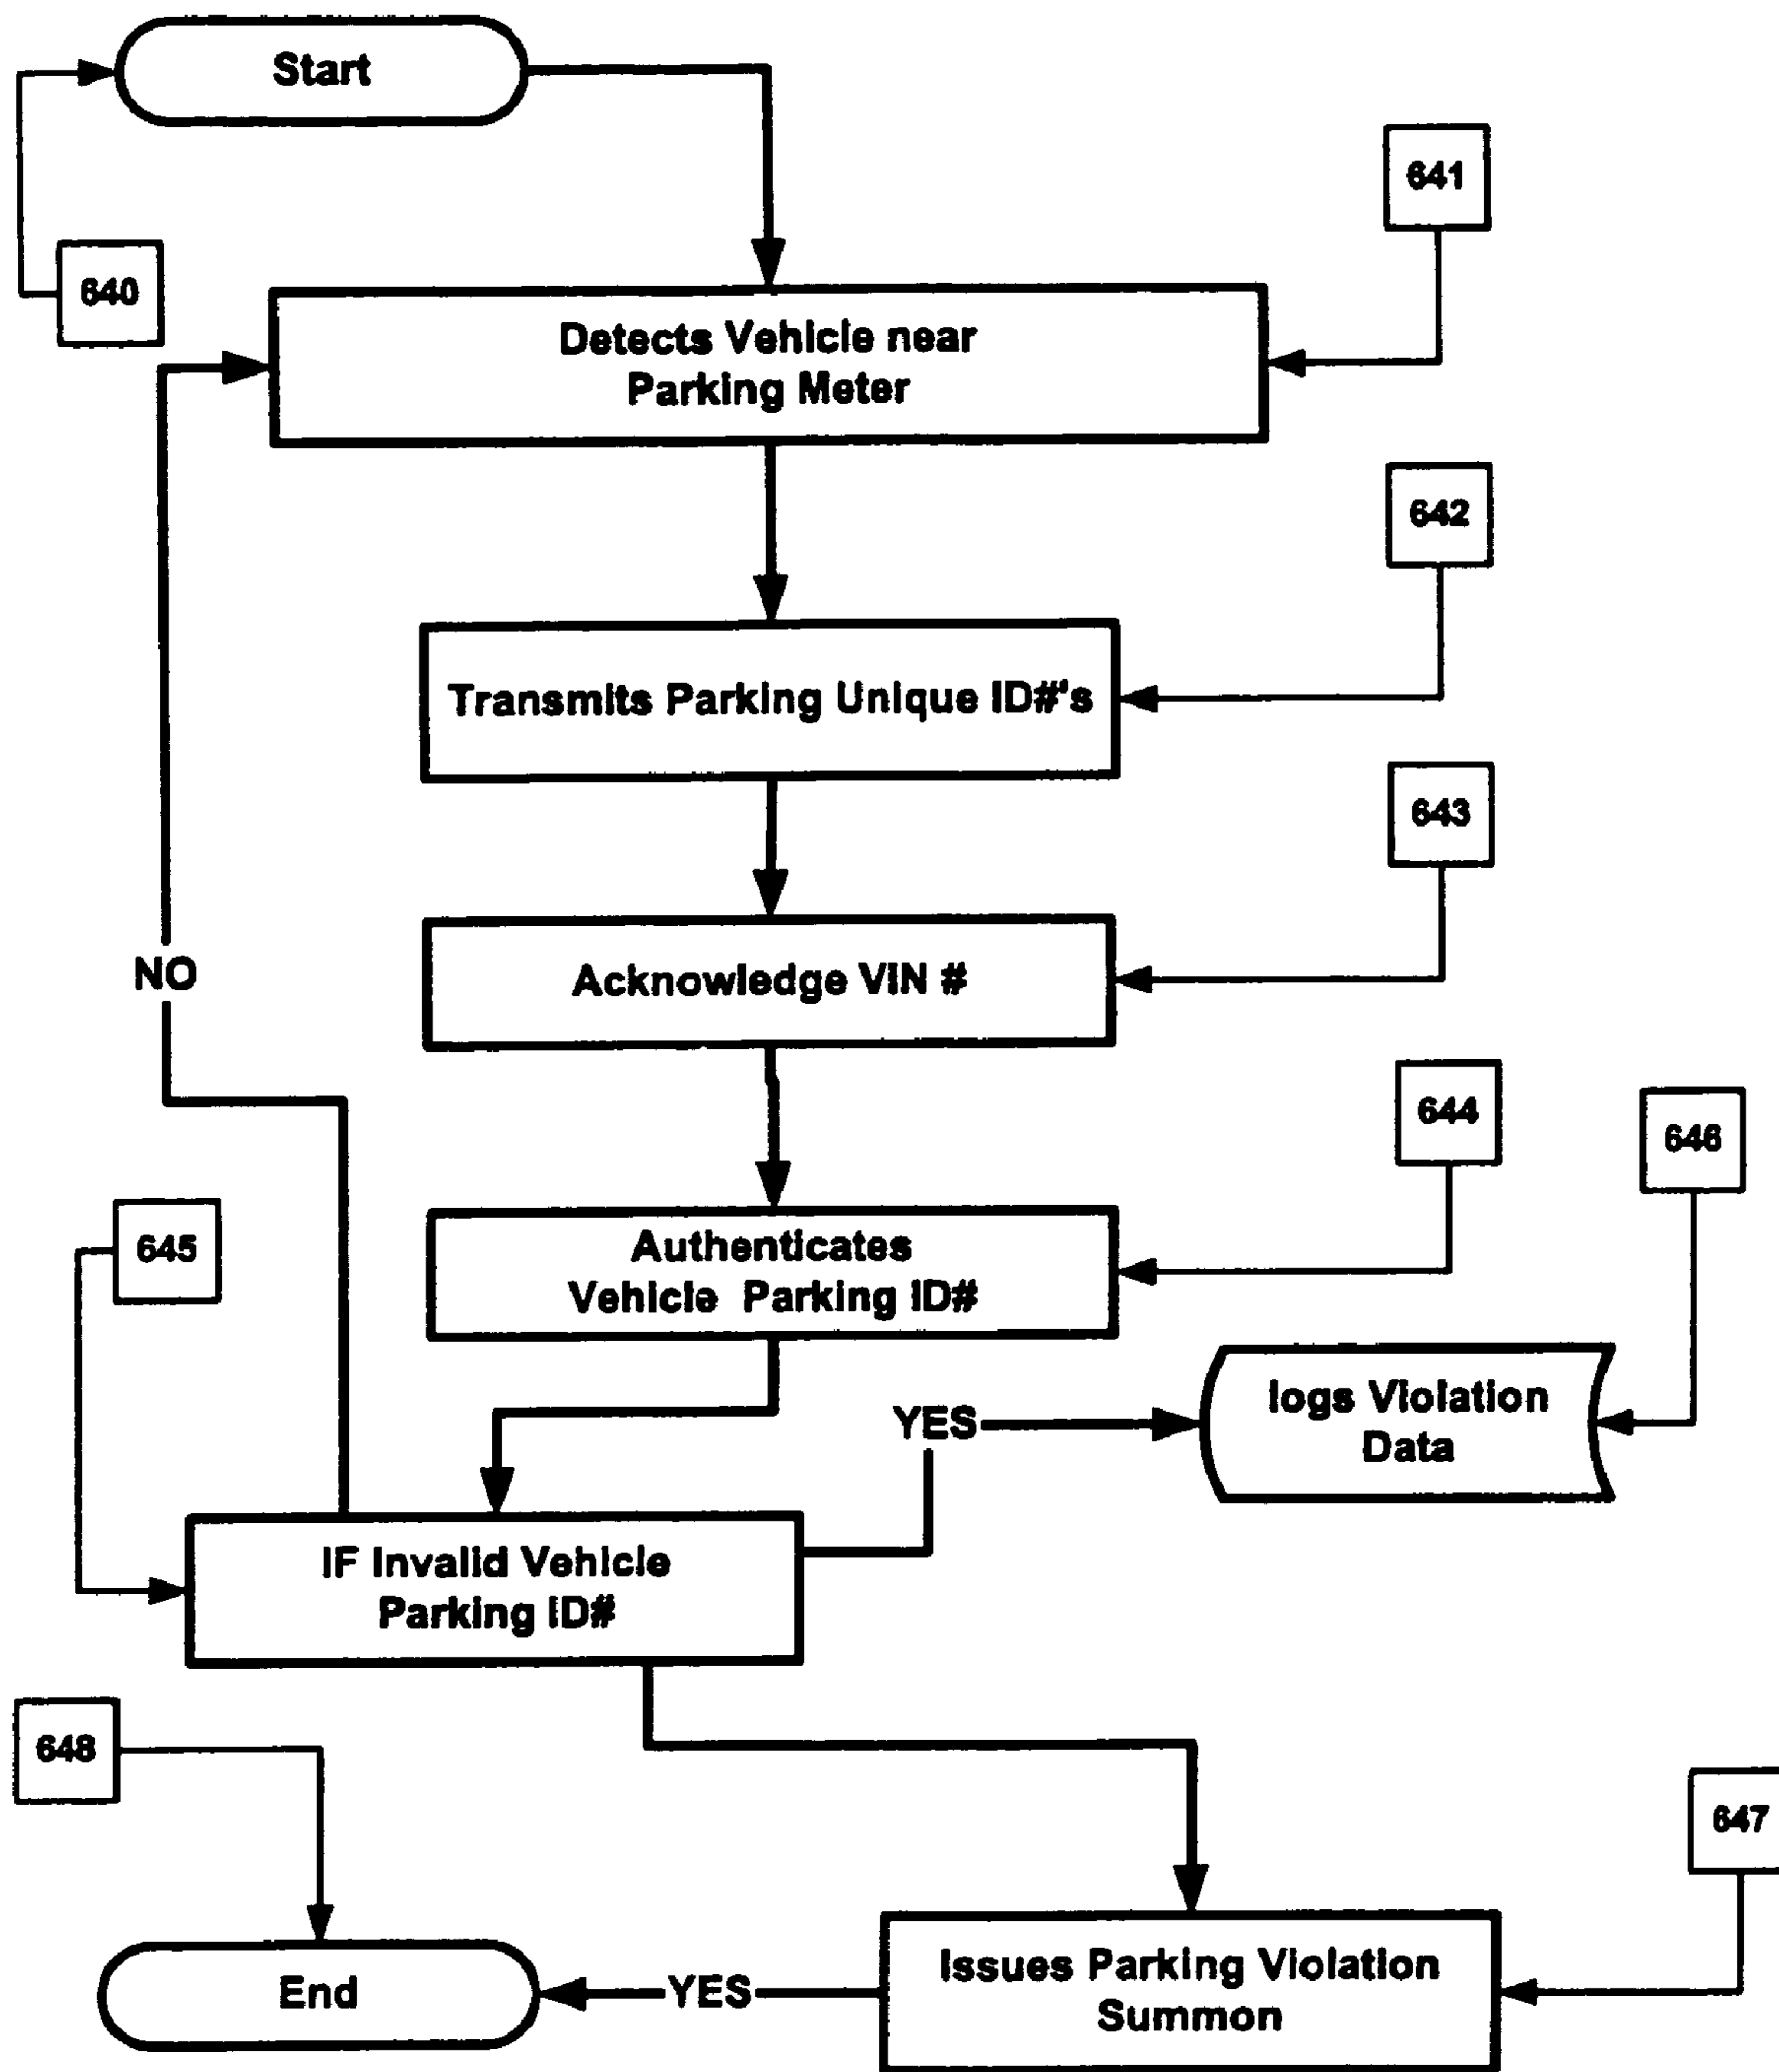 Start
641
640
Detects Vehicle near
Parking Meter
642
Transmits Parking Unique ID#'s
643
NO
Acknowledge VIN #
644
646
645
Authenticates
Vehicle Parking ID#
YES
logs Violation
Data
IF Invalid Vehicle
Parking ID#
648
647
End
YES
Issues Parking Violation
Summon